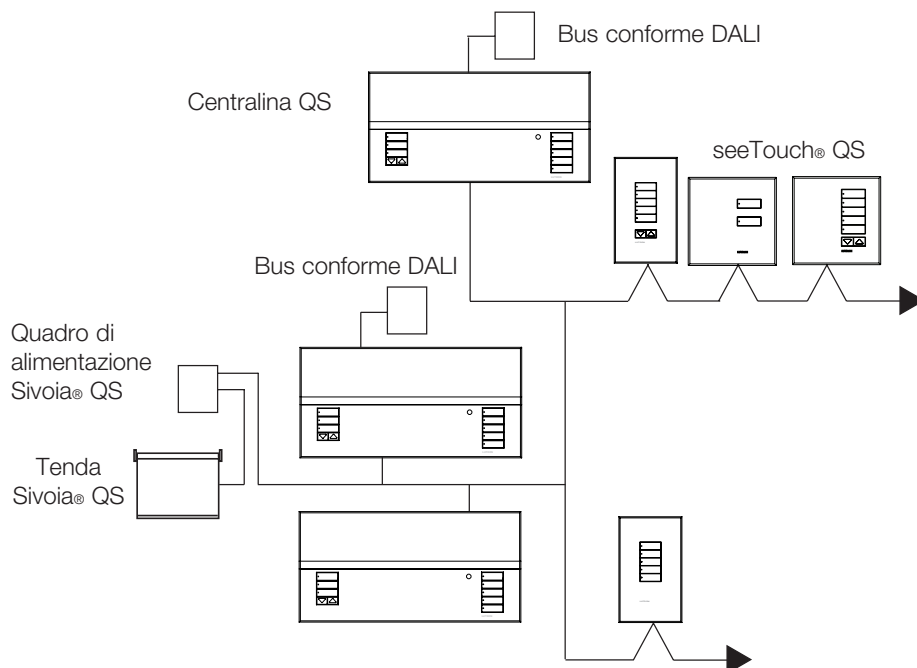 Bus conforme DALI
Centralina QS
seeTouch® QS
Bus conforme DALI
Quadro di
alimentazione
Sivoia® QS
Tenda
Sivoia® QS